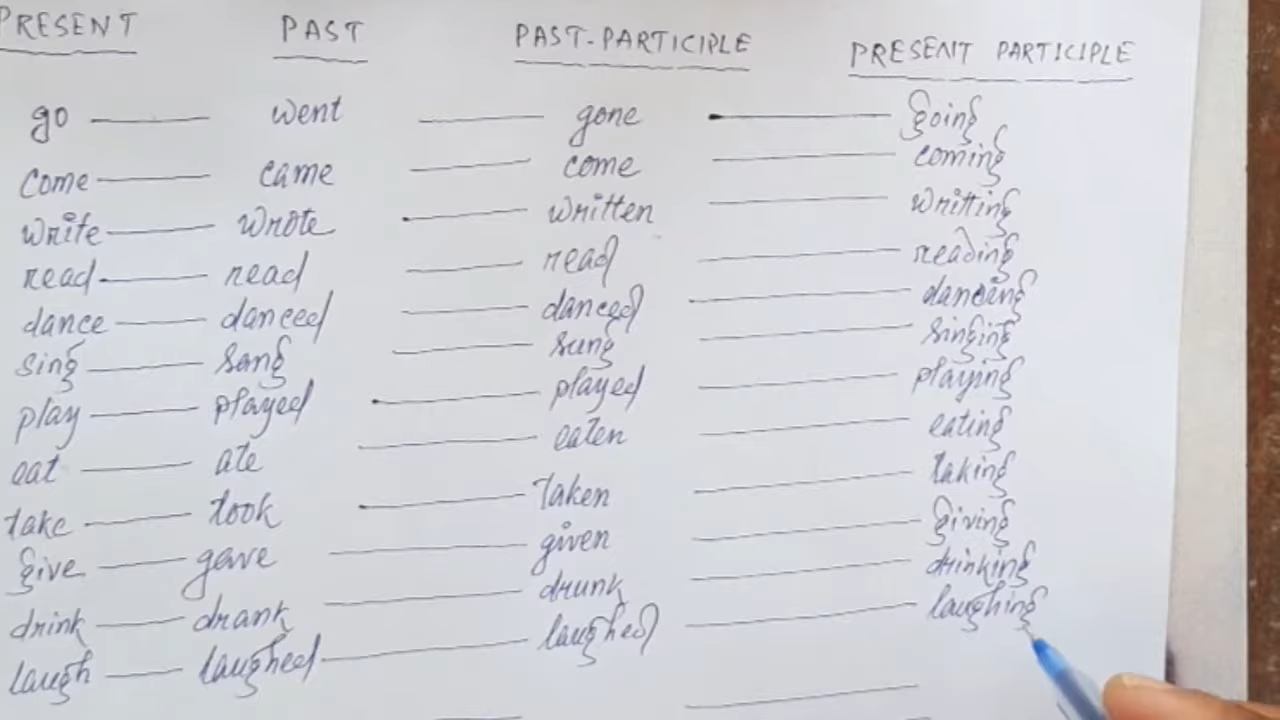 PRESENT PAST PAST-PARTICIPLE PRESENT PARTICIPLE
go went gone going
come came come coming
write wrote written writting
read read read reading
dance danced danced dancing
sing sang sung singing
play played played playing
eat ate eaten eating
take took taken taking
give gave given giving
drink drank drunk drinking
laugh laughed laughed laughing